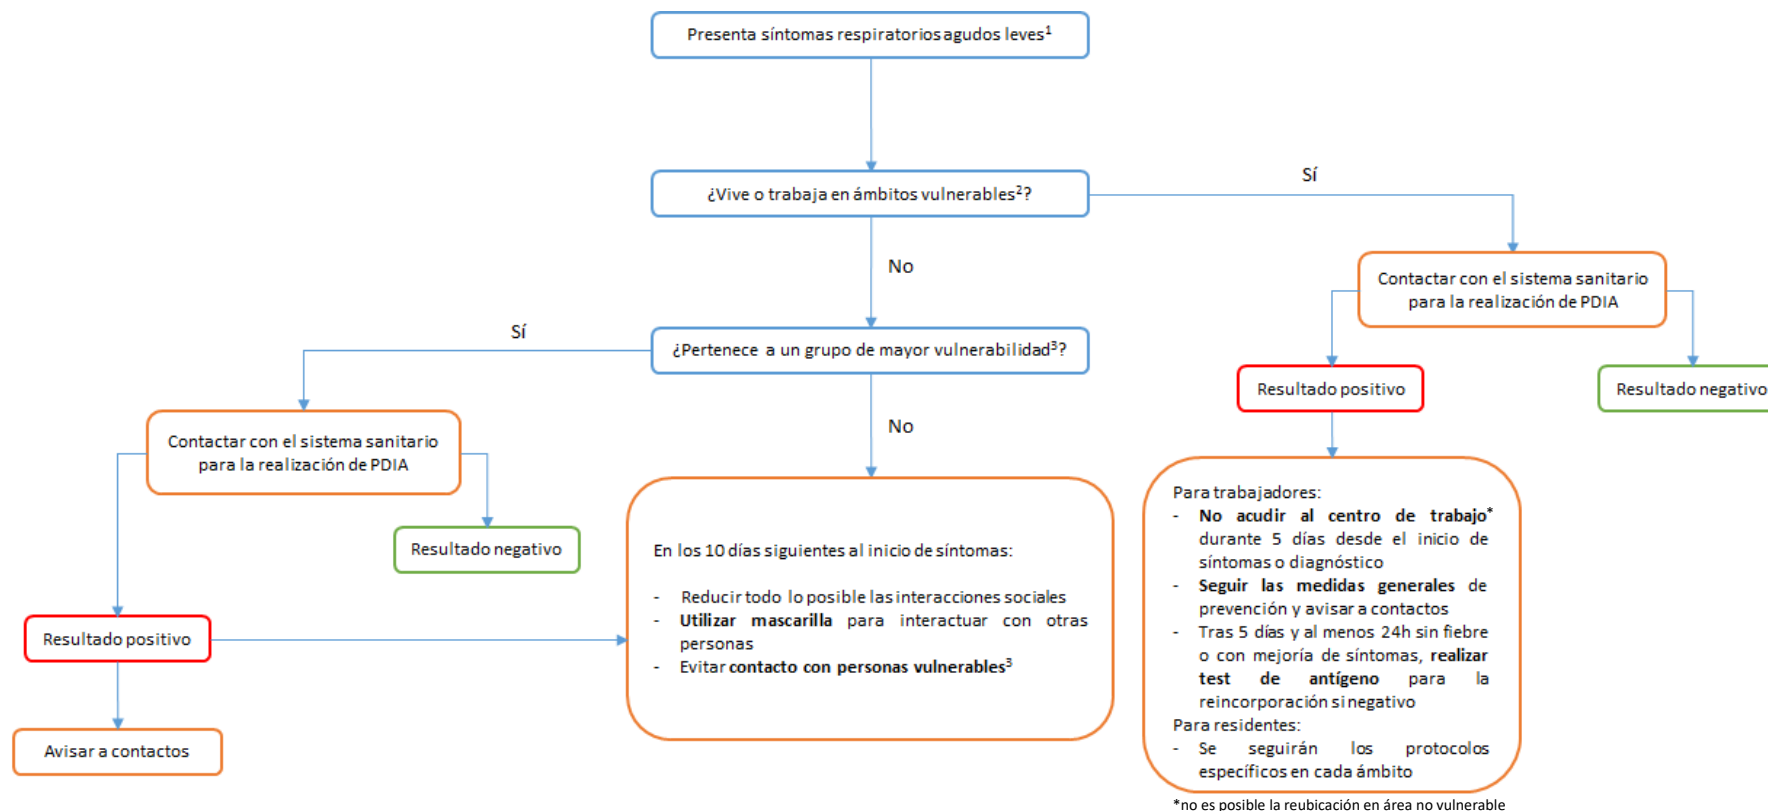 Presenta síntomas respiratorios agudos leves¹
¿Vive o trabaja en ámbitos vulnerables²?
Sí
No
Contactar con el sistema sanitario
para la realización de PDIA
Sí
¿Pertenece a un grupo de mayor vulnerabilidad³?
Resultado positivo
Resultado negativo
No
Contactar con el sistema sanitario
para la realización de PDIA
Resultado negativo
Resultado positivo
Avisar a contactos
En los 10 días siguientes al inicio de síntomas:
- Reducir todo lo posible las interacciones sociales
- Utilizar mascarilla para interactuar con otras
personas
- Evitar contacto con personas vulnerables³
Para trabajadores:
- No acudir al centro de trabajo*
durante 5 días desde el inicio de
síntomas o diagnóstico
- Seguir las medidas generales de
prevención y avisar a contactos
- Tras 5 días y al menos 24h sin fiebre
o con mejoría de síntomas, realizar
test de antígeno para la
reincorporación si negativo
Para residentes:
- Se seguirán los protocolos
específicos en cada ámbito
*no es posible la reubicación en área no vulnerable